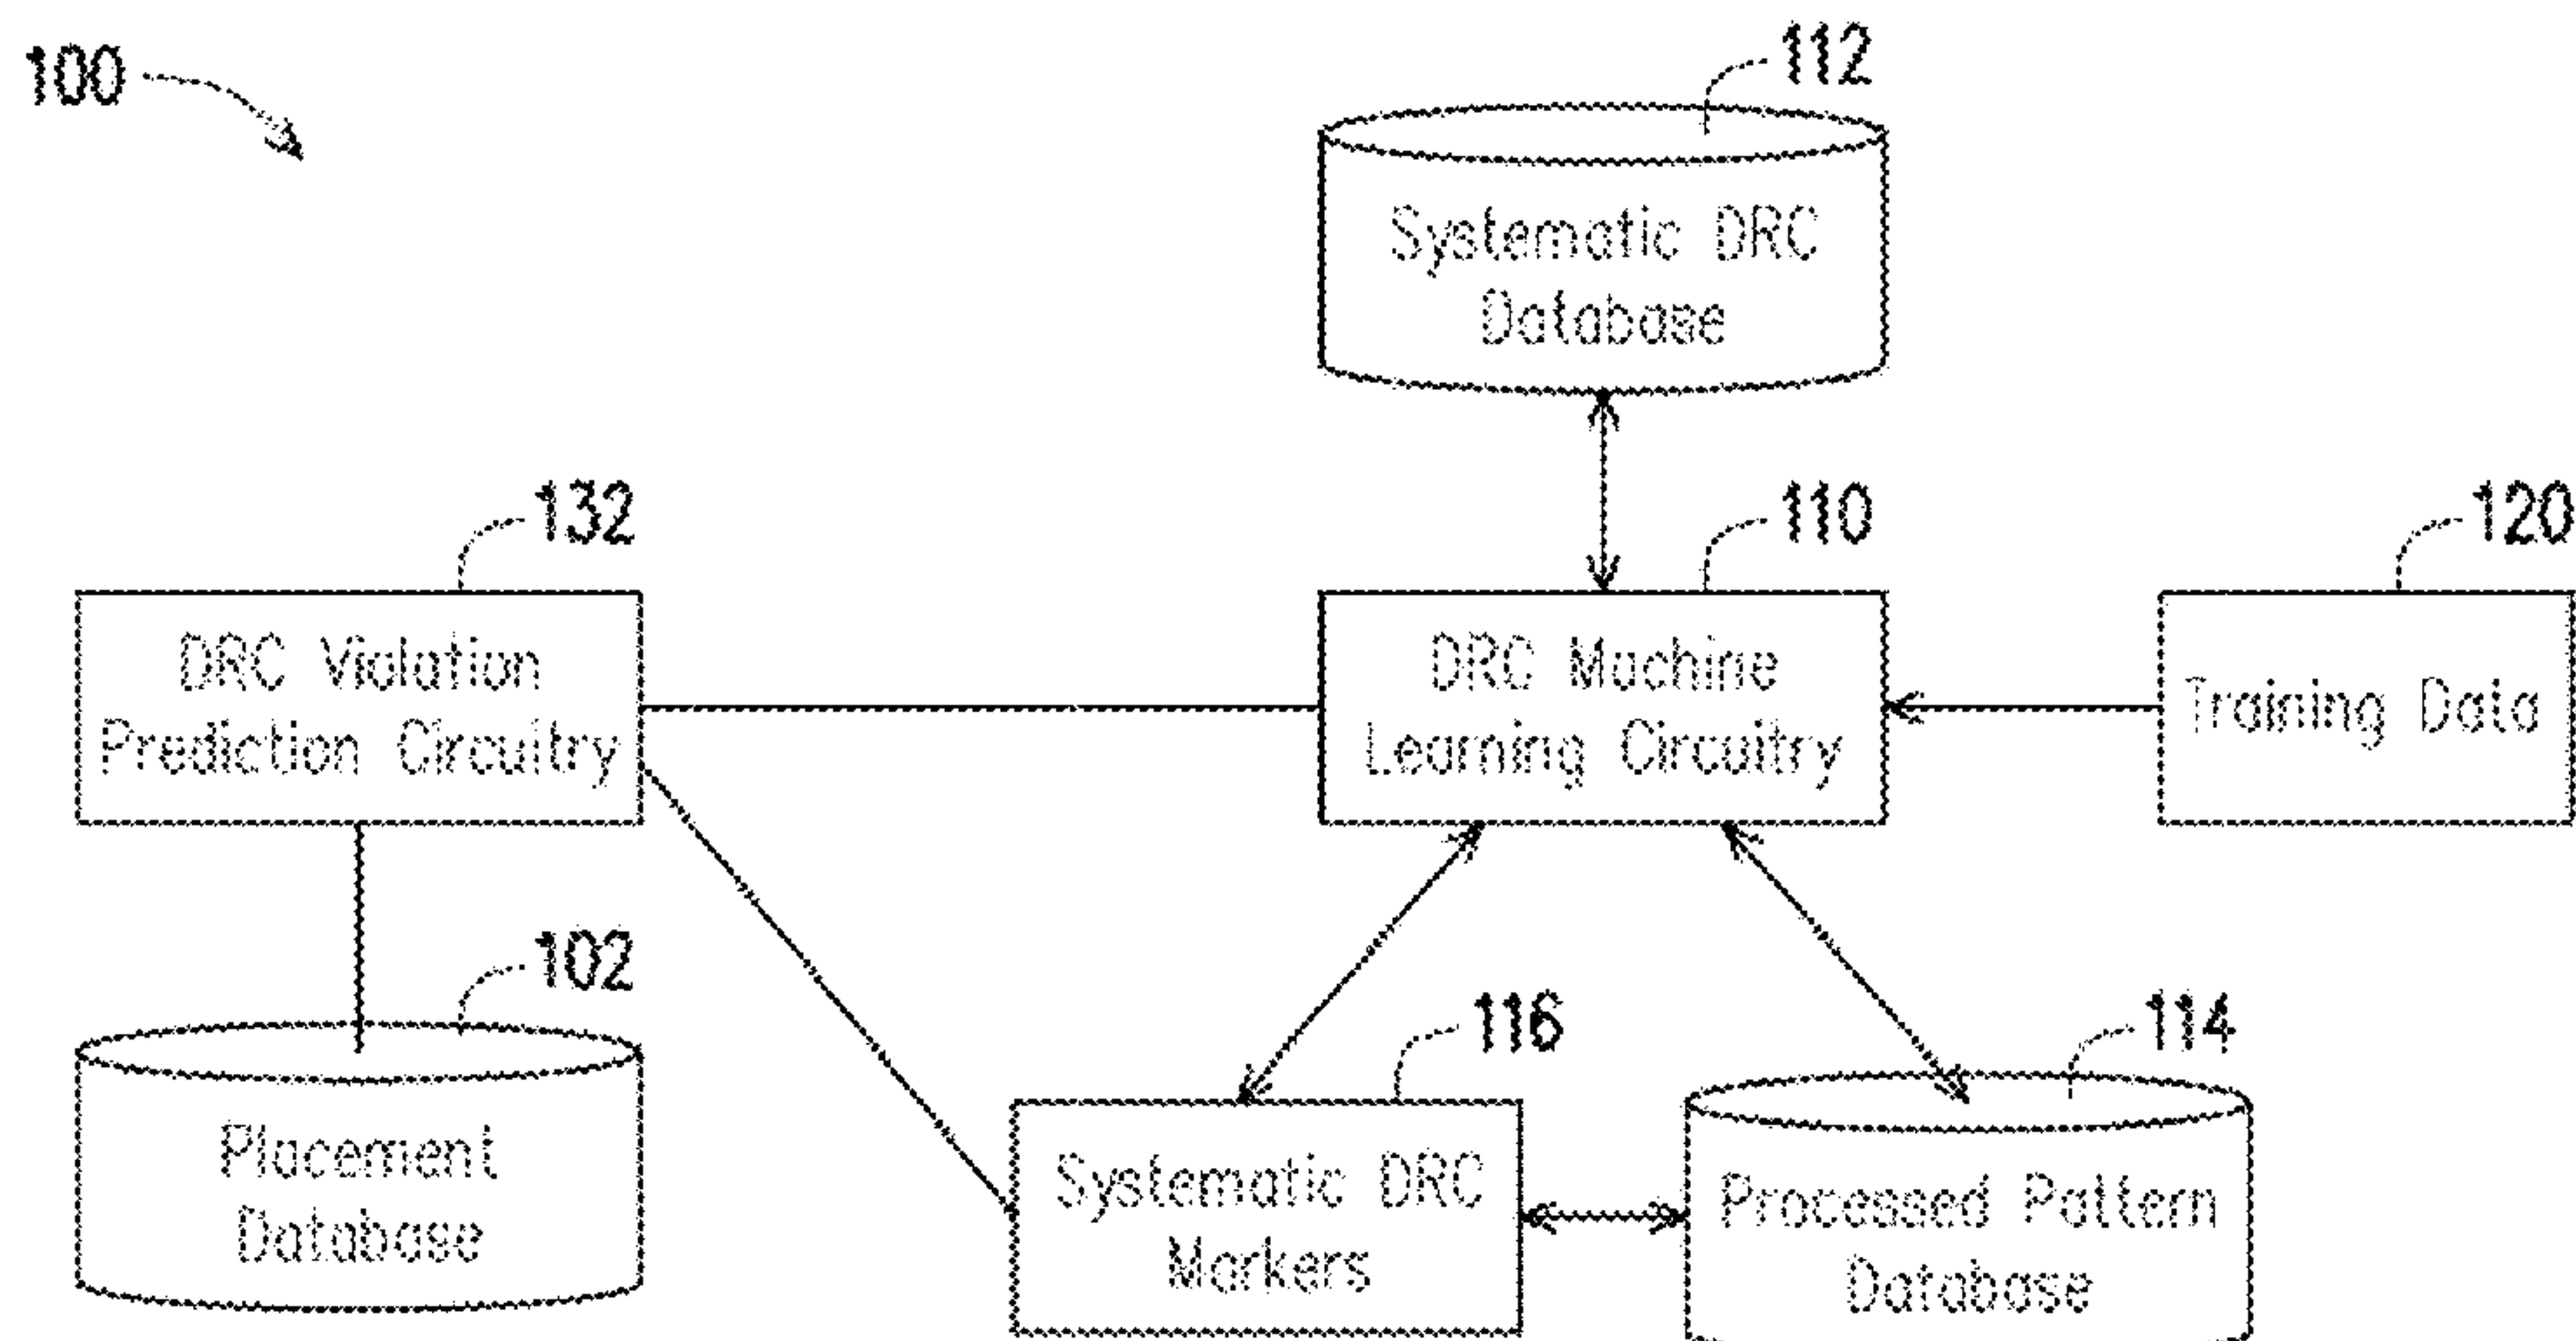 100
112
Systematic DRC
Database
132
110
120
DRC Violation
Prediction Circuitry
DRC Machine
Learning Circuitry
Training Data
102
Placement
Database
116
Systematic DRC
Markers
114
Processed Pattern
Database